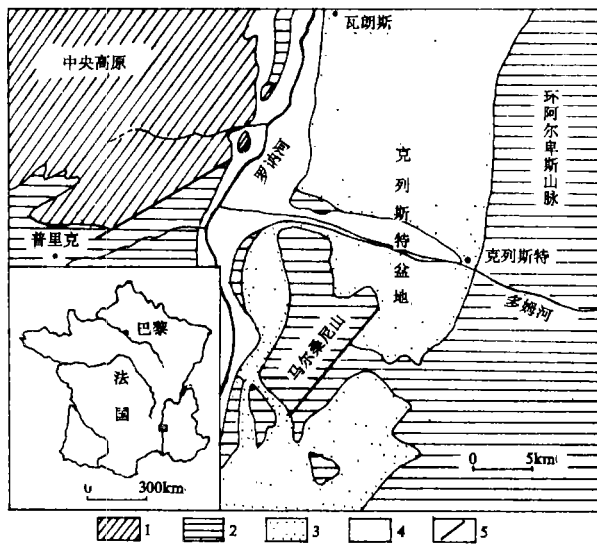 瓦朗斯
中央高原
环阿尔卑斯山脉
罗讷河
克列斯特盆地
普里克
克列斯特
多姆河
巴黎
马尔桑尼山
法国
0 5km
0 300km
1 2 3 4 5